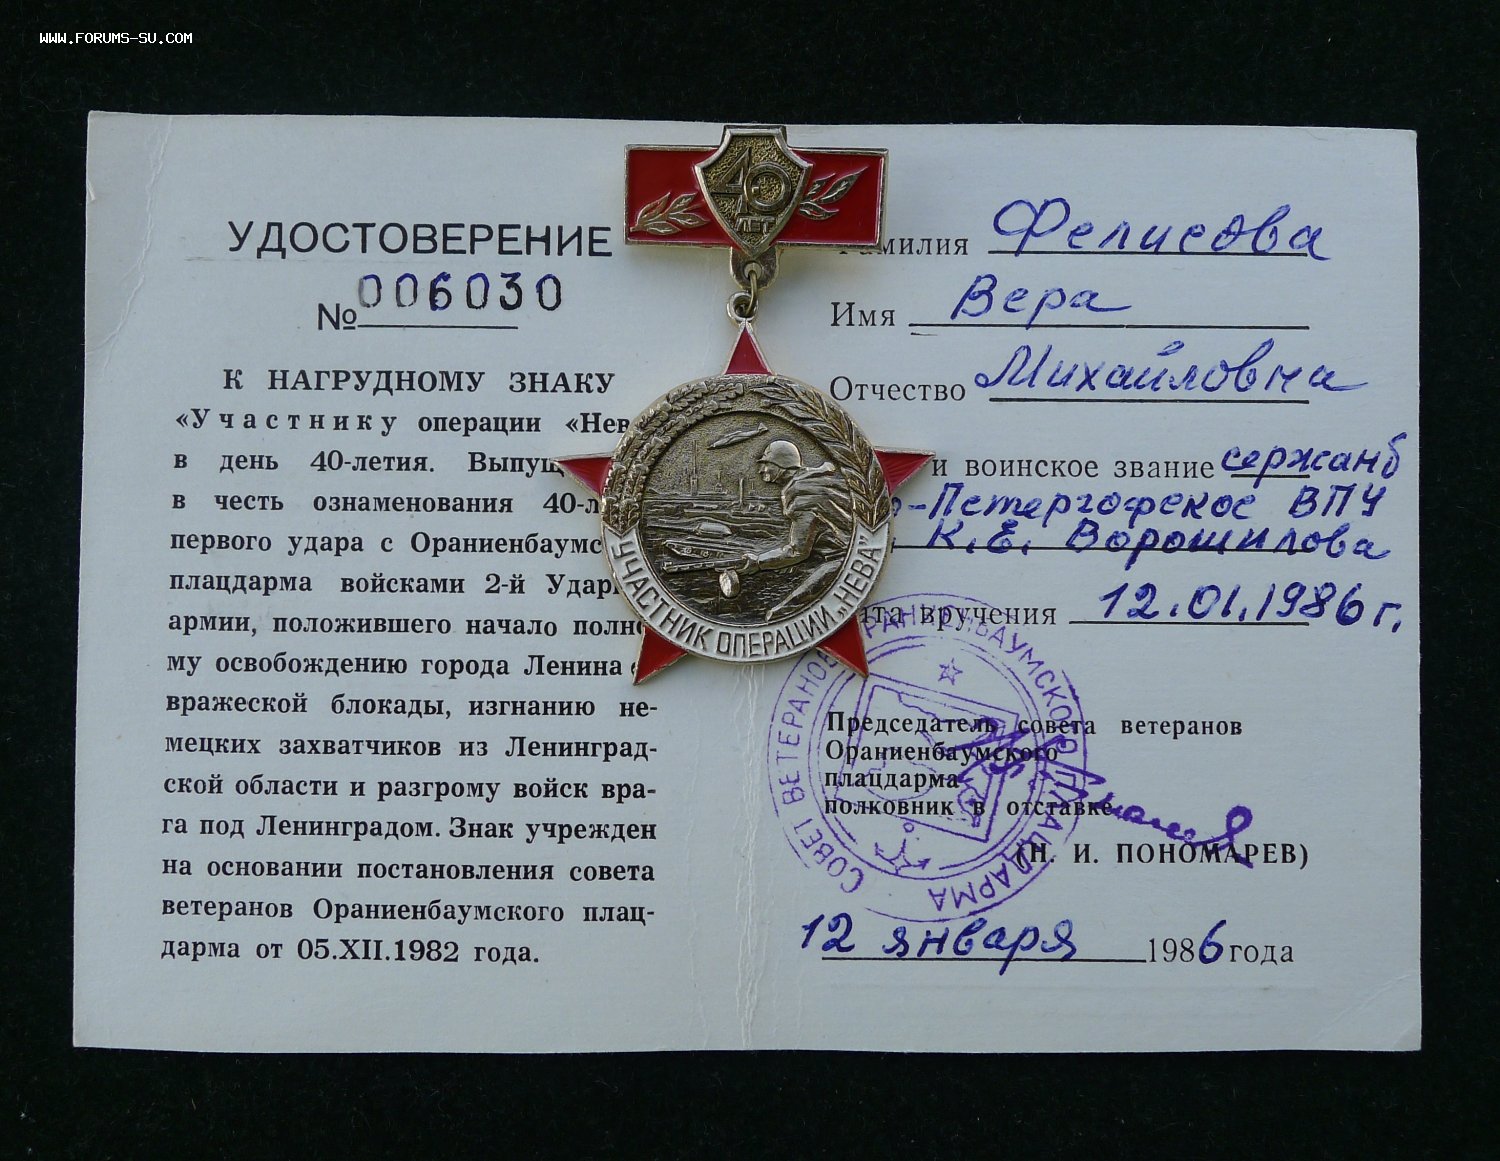 WWW.FORUMS-SU.COM
УДОСТОВЕРЕНИЕ
№ 006030
К НАГРУДНОМУ ЗНАКУ
«Участнику операции «Нев
в день 40-летия. Выпущ
в честь ознаменования 40-л
первого удара с Ораниенбаумс
плацдарма войсками 2-й Удар
армии, положившего начало полно
му освобождению города Ленина
вражеской блокады, изгнанию не-
мецких захватчиков из Ленинград-
ской области и разгрому войск вра-
га под Ленинградом. Знак учрежден
на основании постановления совета
ветеранов Ораниенбаумского плац-
дарма от 05.XII.1982 года.
40
ЛЕТ
УЧАСТНИК ОПЕРАЦИИ „НЕВА"
амилия Фелисова
Имя Вера
Отчество Михайловна
и воинское звание сержант
-Петергофское ВПУ
К.Е. Ворошилова
ата вручения 12.01.1986 г.
СОВЕТ ВЕТЕРАНОВ ОРАНИЕНБАУМСКОГО ПЛАЦДАРМА
Председатель совета ветеранов
Ораниенбаумского
плацдарма
полковник в отставке
(Н. И. ПОНОМАРЕВ)
12 января 1986 года